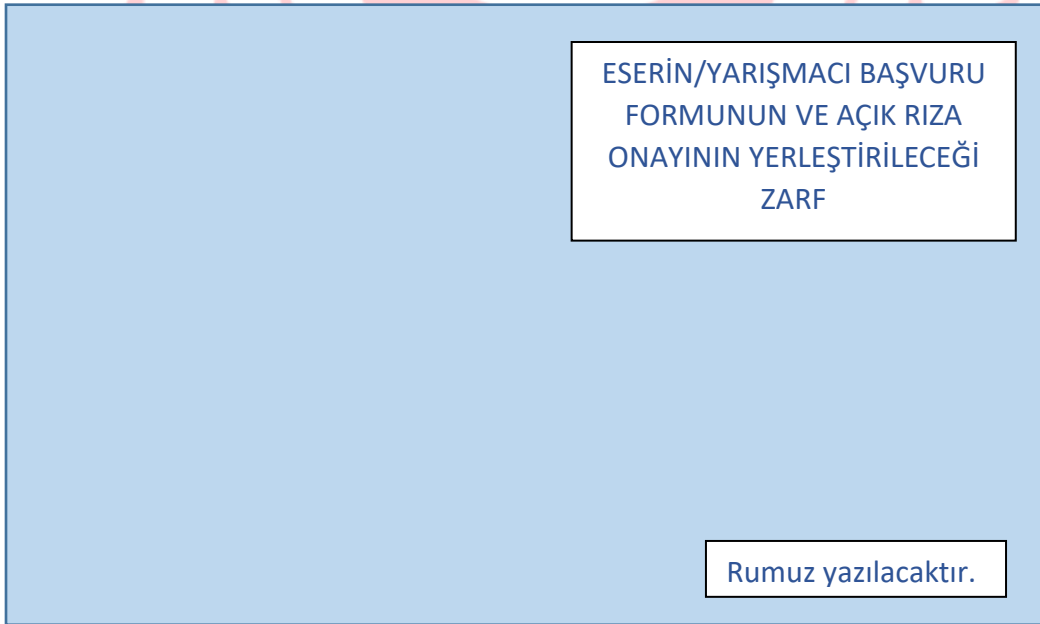 ESERİN/YARIŞMACI BAŞVURU
FORMUNUN VE AÇIK RIZA
ONAYININ YERLEŞTİRİLECEĞİ
ZARF
Rumuz yazılacaktır.